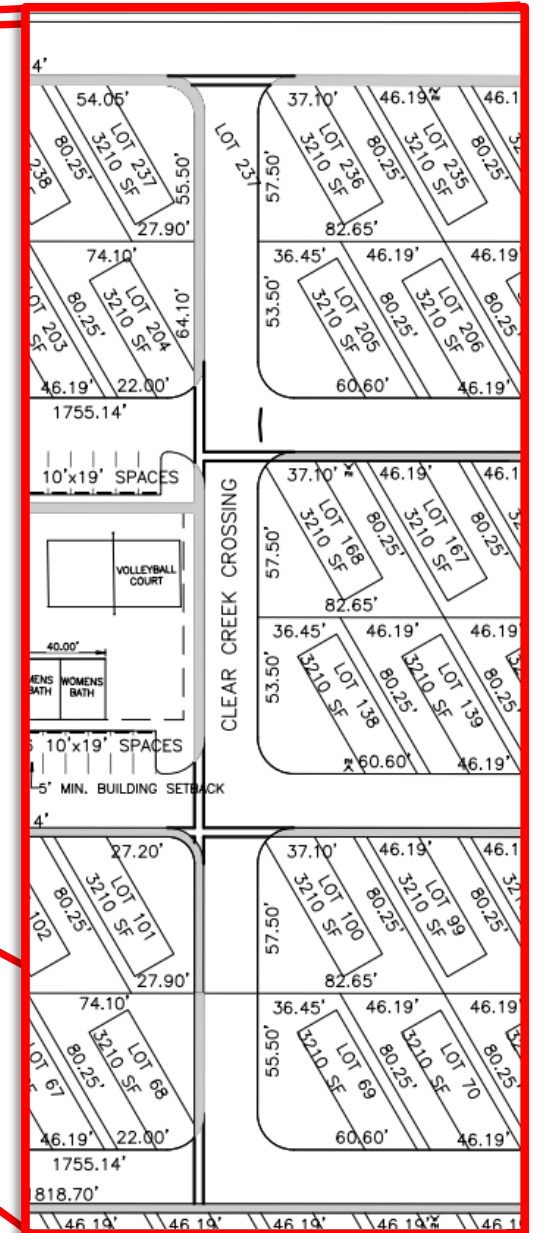 4'
54.05'
37.10'
46.19'
46.1
238
80.25'
LOT 237
3210 SF
55.50'
LOT 237
57.50'
LOT 236
3210 SF
80.25'
LOT 235
3210 SF
80.25'
27.90'
82.65'
74.10'
36.45'
46.19'
46.19'
LOT 203
3210 SF
80.25'
LOT 204
3210 SF
64.10'
53.50'
LOT 205
3210 SF
80.25'
LOT 206
3210 SF
80.25'
46.19'
22.00'
60.60'
46.19'
1755.14'
10'x19' SPACES
37.10'
46.19'
46.19'
57.50'
LOT 168
3210 SF
80.25'
LOT 167
3210 SF
80.25'
VOLLEYBALL
COURT
CLEAR CREEK CROSSING
82.65'
36.45'
46.19'
46.19'
40.00'
MENS
BATH
WOMENS
BATH
53.50'
LOT 138
3210 SF
80.25'
LOT 139
3210 SF
80.25'
6 10'x19' SPACES
60.60'
46.19'
5' MIN. BUILDING SETBACK
4'
27.20'
37.10'
46.19'
46.1
102
80.25'
LOT 101
3210 SF
57.50'
LOT 100
3210 SF
80.25'
LOT 99
3210 SF
80.25'
27.90'
82.65'
74.10'
36.45'
46.19'
46.19'
LOT 67
80.25'
LOT 68
3210 SF
55.50'
LOT 69
3210 SF
80.25'
LOT 70
3210 SF
80.25'
46.19'
22.00'
60.60'
46.19'
1755.14'
1818.70'
46.19'
46.19'
46.19'
46.19'
46.1